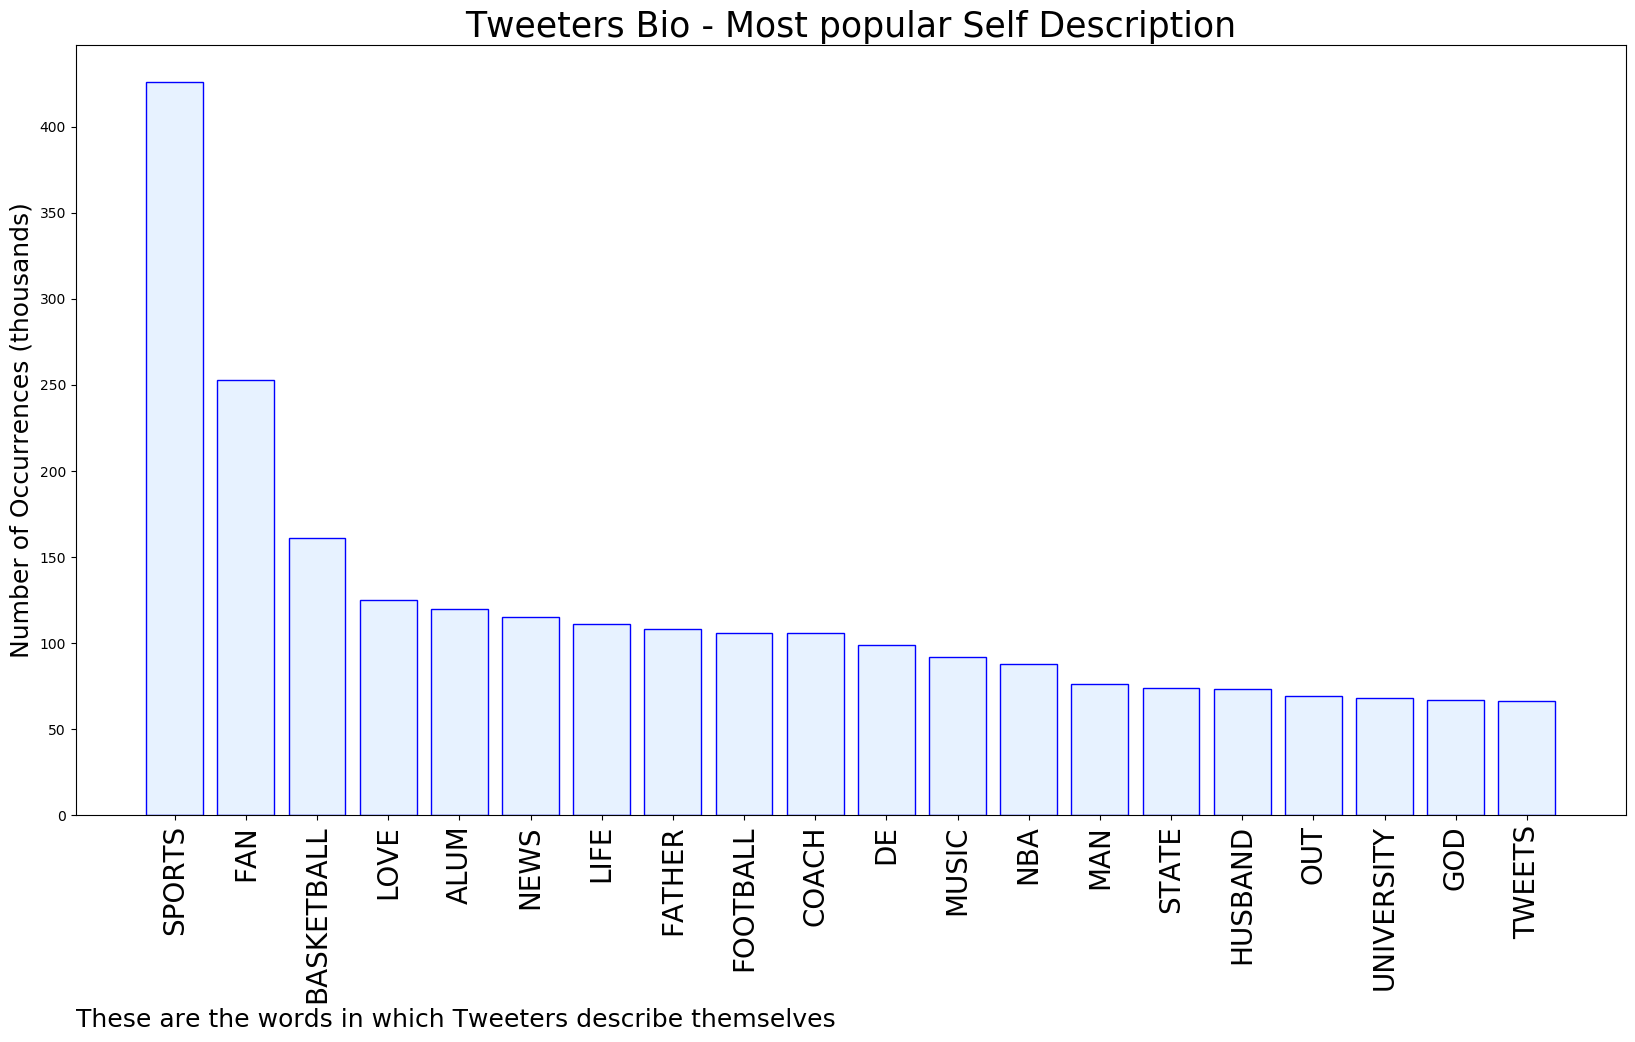 Tweeters Bio - Most popular Self Description
Number of Occurrences (thousands)
400
350
300
250
200
150
100
50
0
SPORTS
FAN
BASKETBALL
LOVE
ALUM
NEWS
LIFE
FATHER
FOOTBALL
COACH
DE
MUSIC
NBA
MAN
STATE
HUSBAND
OUT
UNIVERSITY
GOD
TWEETS
These are the words in which Tweeters describe themselves